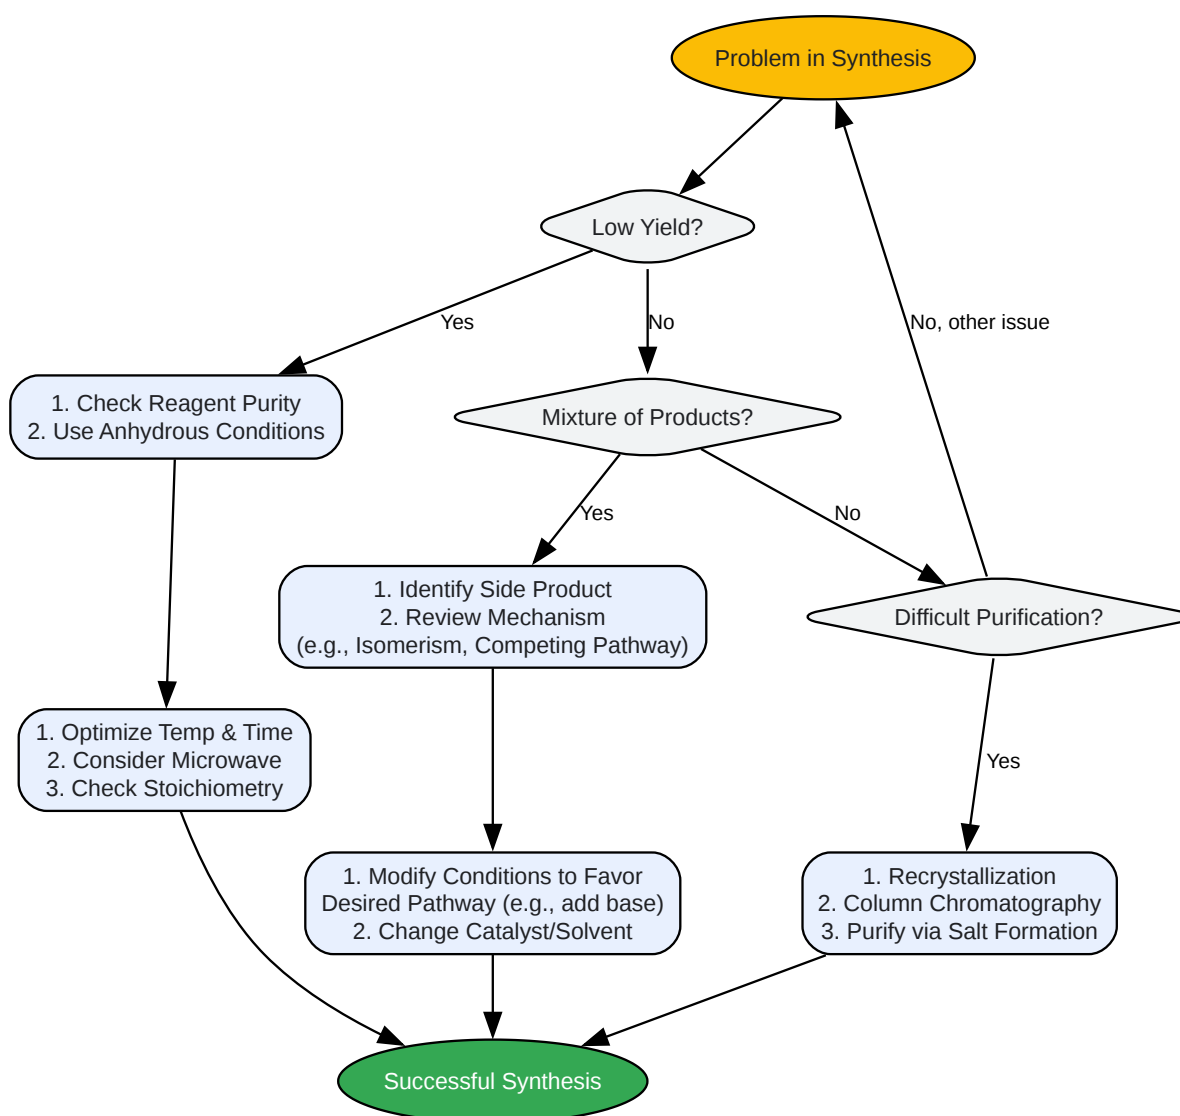 Problem in Synthesis
Low Yield?
Yes
No
No, other issue
1. Check Reagent Purity
2. Use Anhydrous Conditions
Mixture of Products?
Yes
No
1. Identify Side Product
2. Review Mechanism
(e.g., Isomerism, Competing Pathway)
Difficult Purification?
1. Optimize Temp & Time
2. Consider Microwave
3. Check Stoichiometry
Yes
1. Modify Conditions to Favor
Desired Pathway (e.g., add base)
2. Change Catalyst/Solvent
1. Recrystallization
2. Column Chromatography
3. Purify via Salt Formation
Successful Synthesis